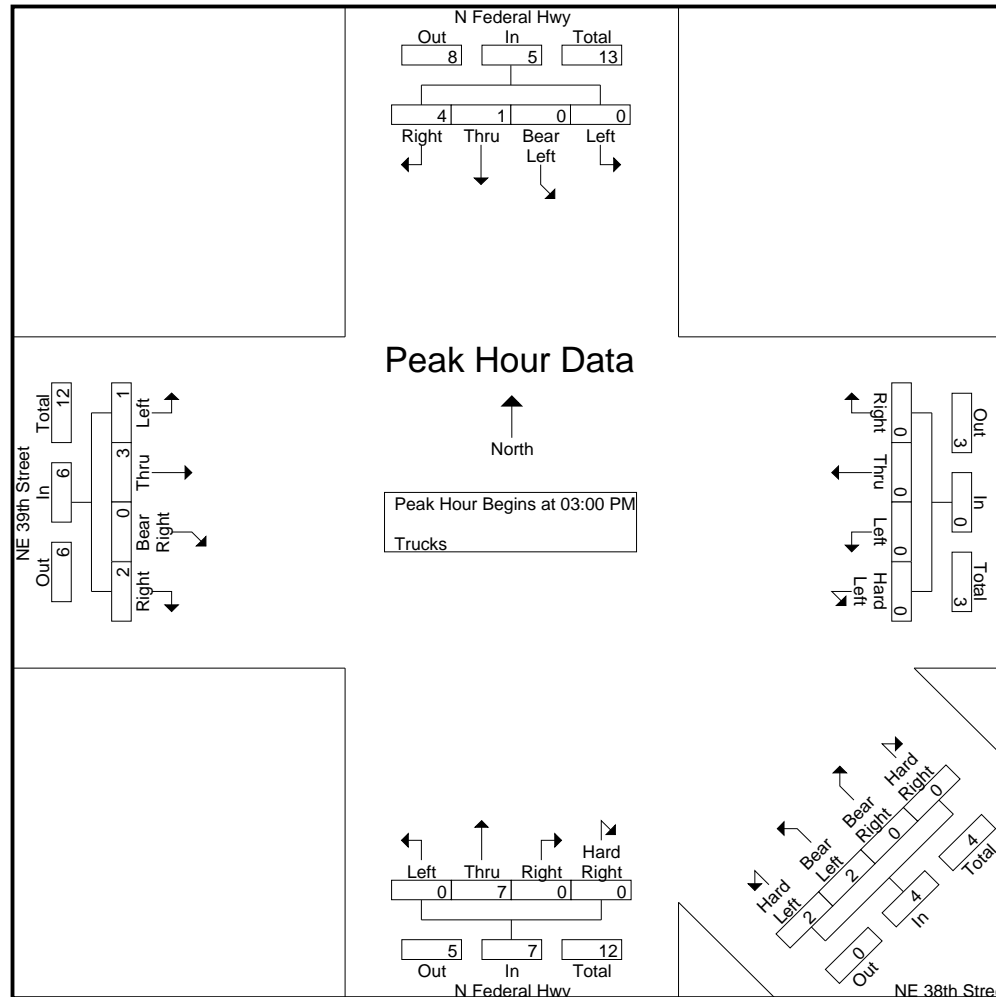 N Federal Hwy
Out In Total
8 5 13
4 1 0 0
Right Thru Bear Left Left
Peak Hour Data
North
Peak Hour Begins at 03:00 PM
Trucks
NE 39th Street
Total In Out
12 6 6
1 3 0 2
Left Thru Bear Right Right
Right Thru Left Hard Left
0 0 0 0
Out In Total
3 0 3
Left Thru Right Hard Right
0 7 0 0
5 7 12
Out In Total
N Federal Hwy
Hard Left Bear Left Bear Right Hard Right
2 2 0 0
0 4 4
Out In Total
NE 38th Stree